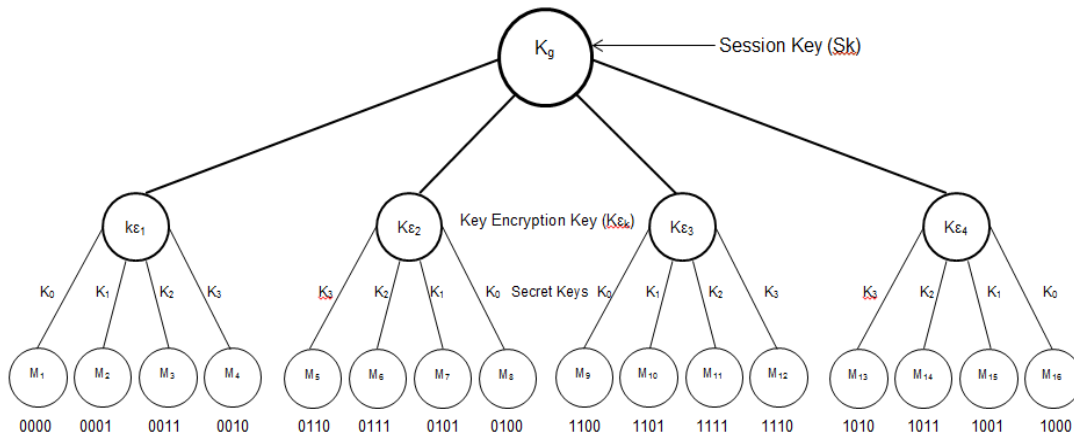 K₉ Session Key (Sk)
kε₁ Kε₂ Key Encryption Key (Kεₖ) Kε₃ Kε₄
K₀ K₁ K₂ K₃ K₃ K₂ K₁ K₀ Secret Keys K₀ K₁ K₂ K₃ K₃ K₂ K₁ K₀
M₁ M₂ M₃ M₄ M₅ M₆ M₇ M₈ M₉ M₁₀ M₁₁ M₁₂ M₁₃ M₁₄ M₁₅ M₁₆
0000 0001 0011 0010 0110 0111 0101 0100 1100 1101 1111 1110 1010 1011 1001 1000